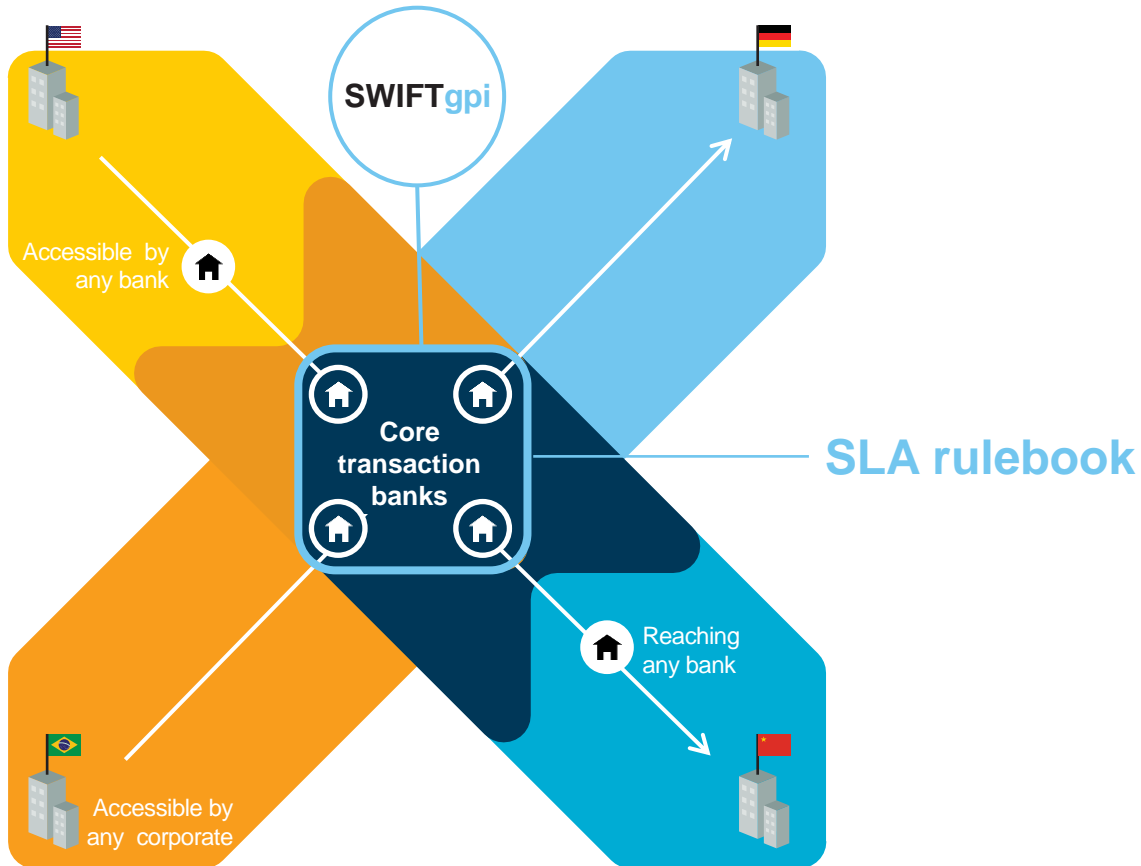 SWIFTgpi
Accessible by
any bank
Core
transaction
banks
SLA rulebook
Reaching
any bank
Accessible by
any corporate